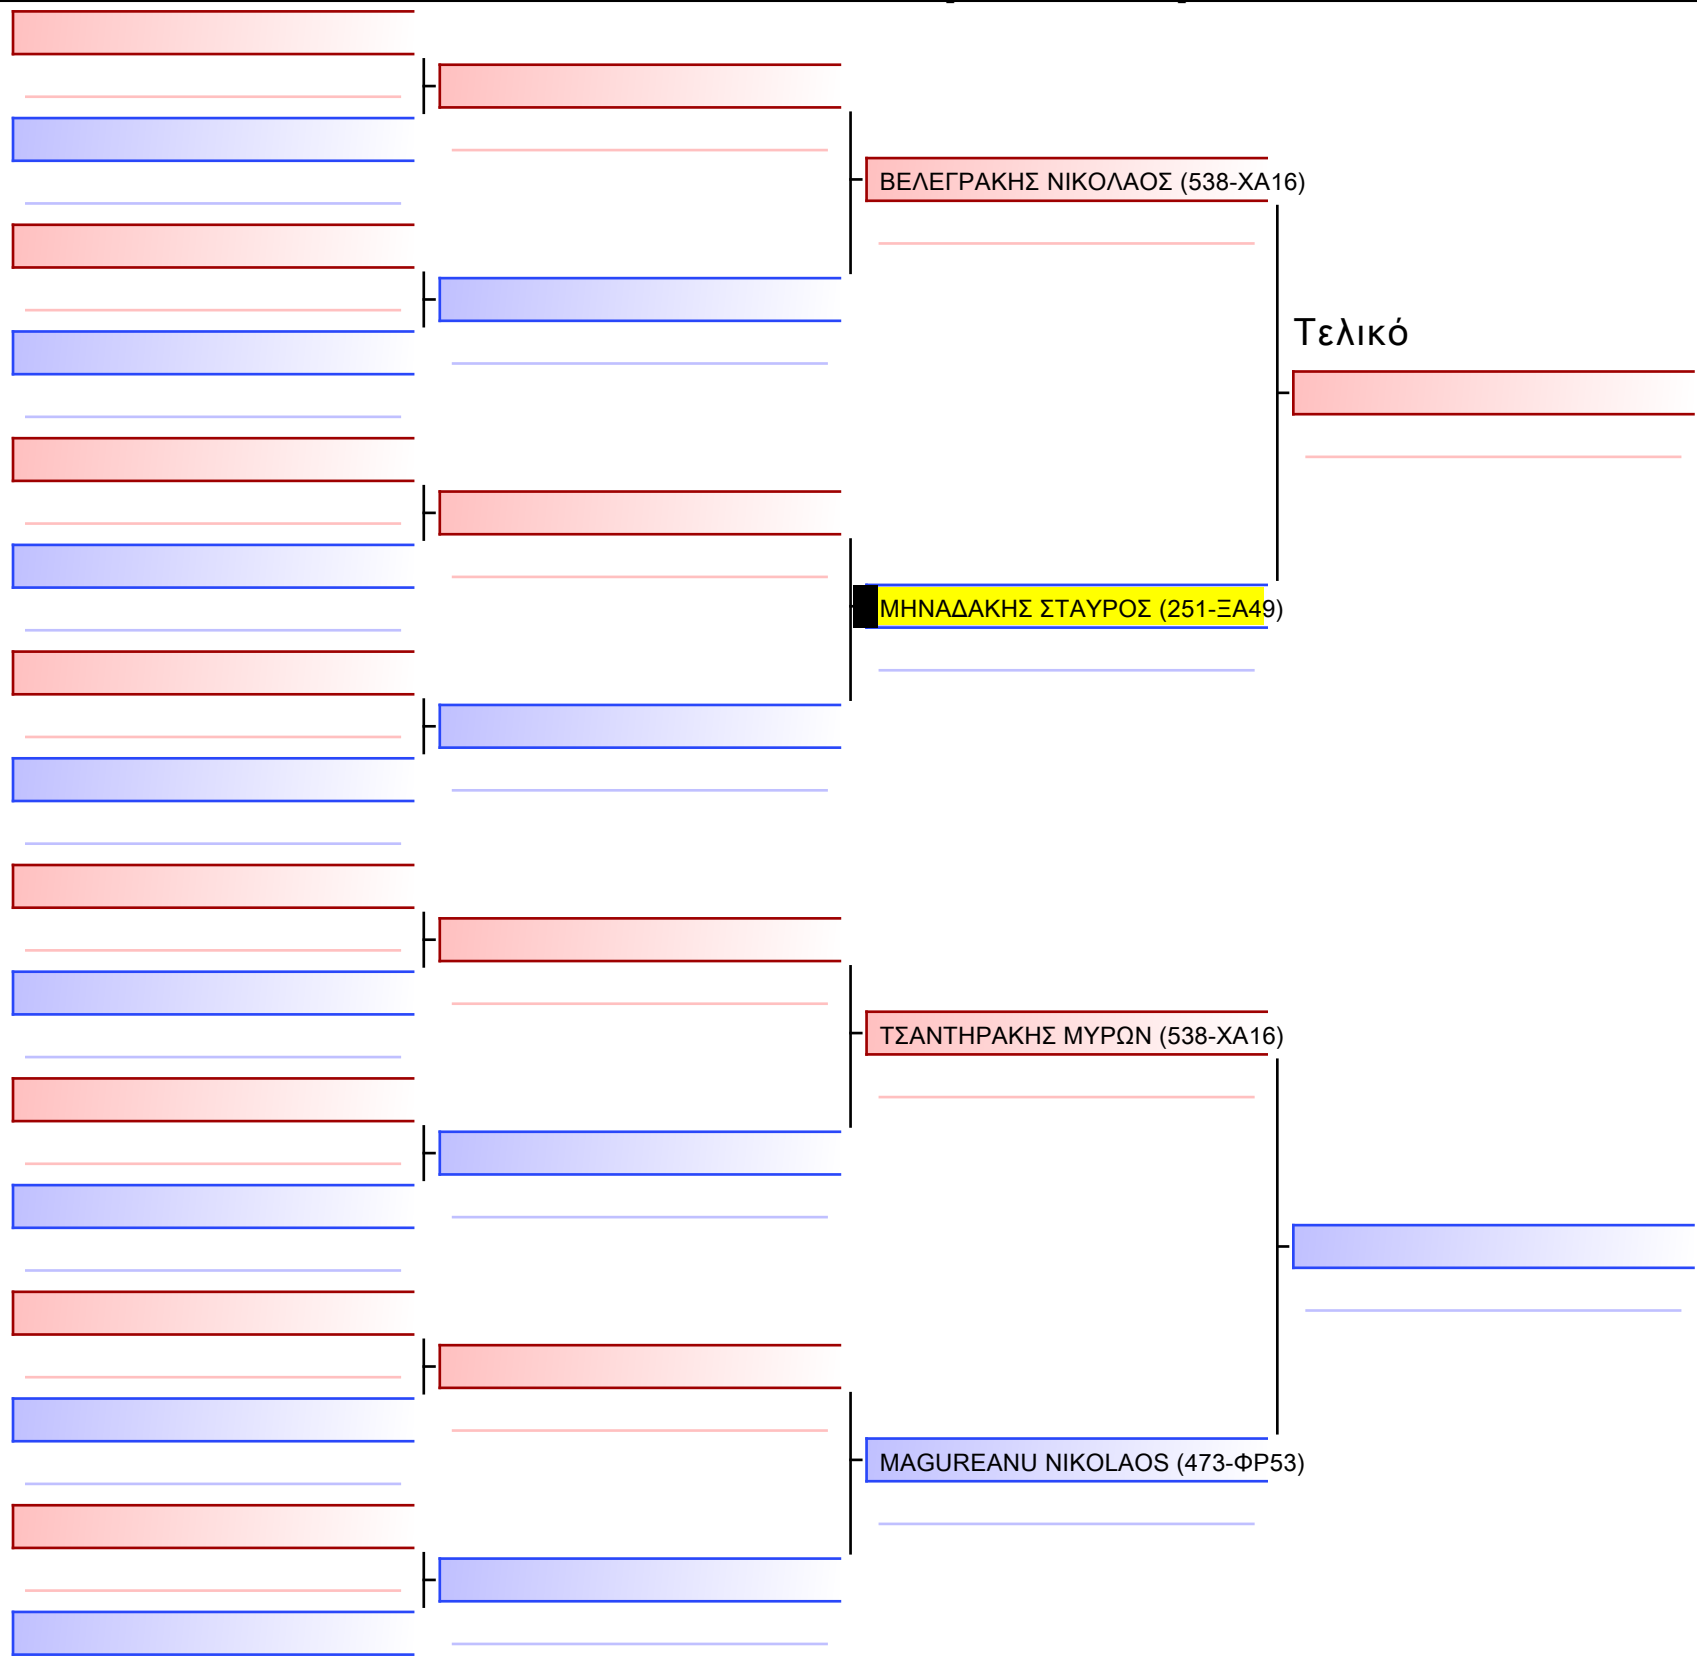 ΒΕΛΕΓΡΑΚΗΣ ΝΙΚΟΛΑΟΣ (538-ΧΑ16)
Τελικό
ΜΗΝΑΔΑΚΗΣ ΣΤΑΥΡΟΣ (251-ΞΑ49)
ΤΣΑΝΤΗΡΑΚΗΣ ΜΥΡΩΝ (538-ΧΑ16)
MAGUREANU NIKOLAOS (473-ΦΡ53)